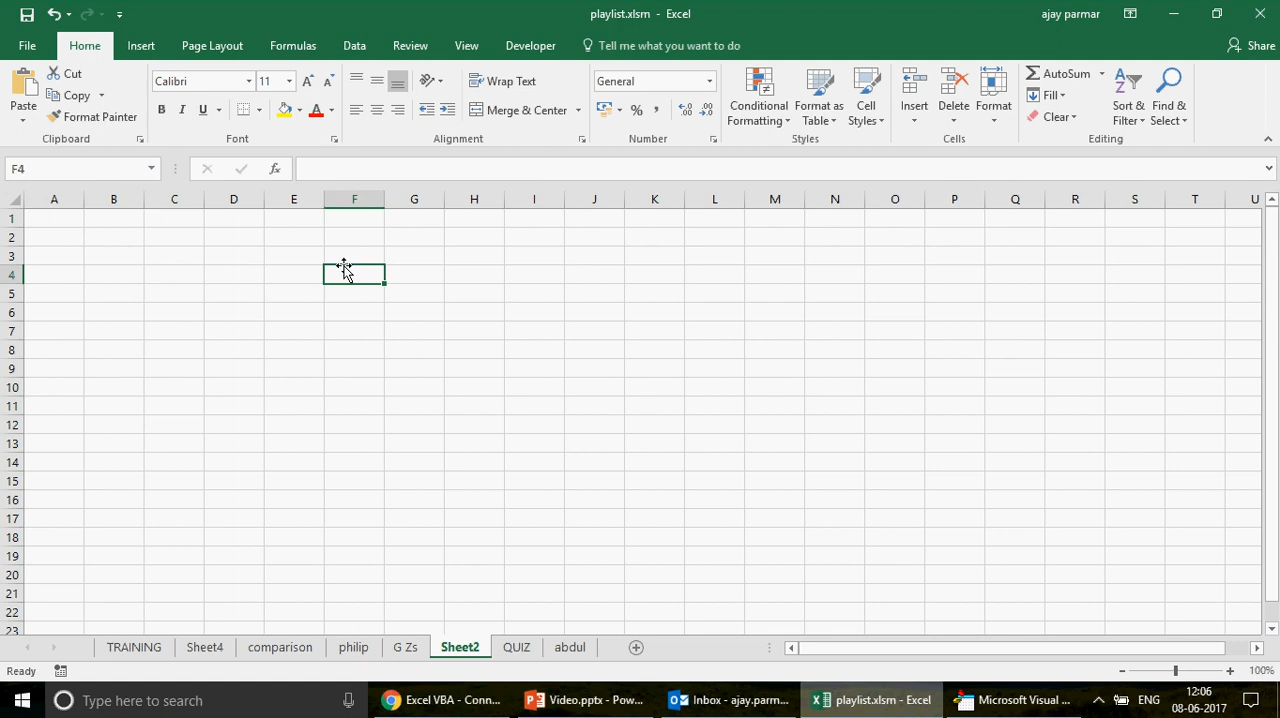 playlist.xlsm - Excel
ajay parmar
File Home Insert Page Layout Formulas Data Review View Developer Tell me what you want to do Share
Cut
Copy
Format Painter
Paste
Clipboard
Calibri 11
B I U A
Font
Wrap Text
Merge & Center
Alignment
General
%
Number
Conditional Formatting
Format as Table
Cell Styles
Styles
Insert Delete Format
Cells
AutoSum
Fill
Clear
Sort & Filter
Find & Select
Editing
F4 fx
A B C D E F G H I J K L M N O P Q R S T U
1
2
3
4
5
6
7
8
9
10
11
12
13
14
15
16
17
18
19
20
21
22
23
TRAINING Sheet4 comparison philip G Zs Sheet2 QUIZ abdul
Ready 100%
Type here to search
Excel VBA - Conn...
Video.pptx - Pow...
Inbox - ajay.parm...
playlist.xlsm - Excel
Microsoft Visual ...
ENG
12:06
08-06-2017